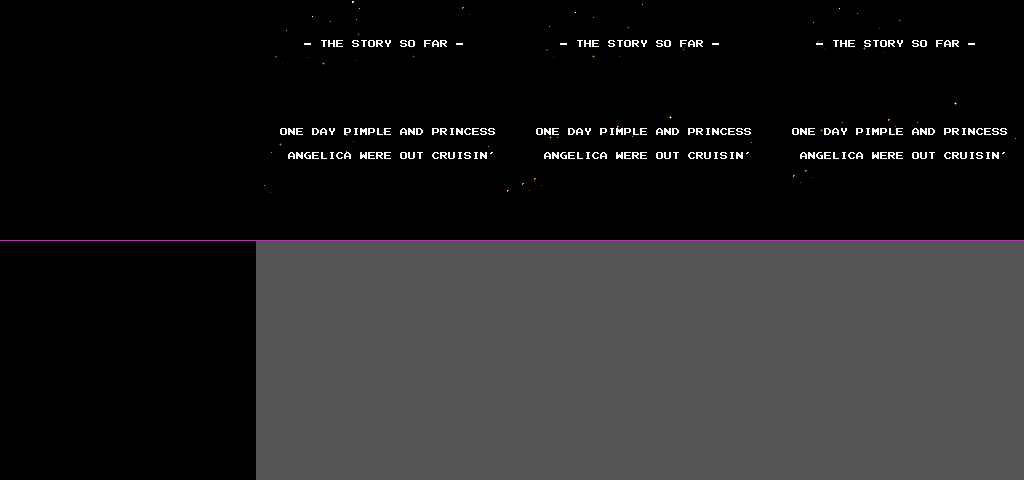 - THE STORY SO FAR - - THE STORY SO FAR - - THE STORY SO FAR -
ONE DAY PIMPLE AND PRINCESS ONE DAY PIMPLE AND PRINCESS ONE DAY PIMPLE AND PRINCESS
ANGELICA WERE OUT CRUISIN' ANGELICA WERE OUT CRUISIN' ANGELICA WERE OUT CRUISIN'